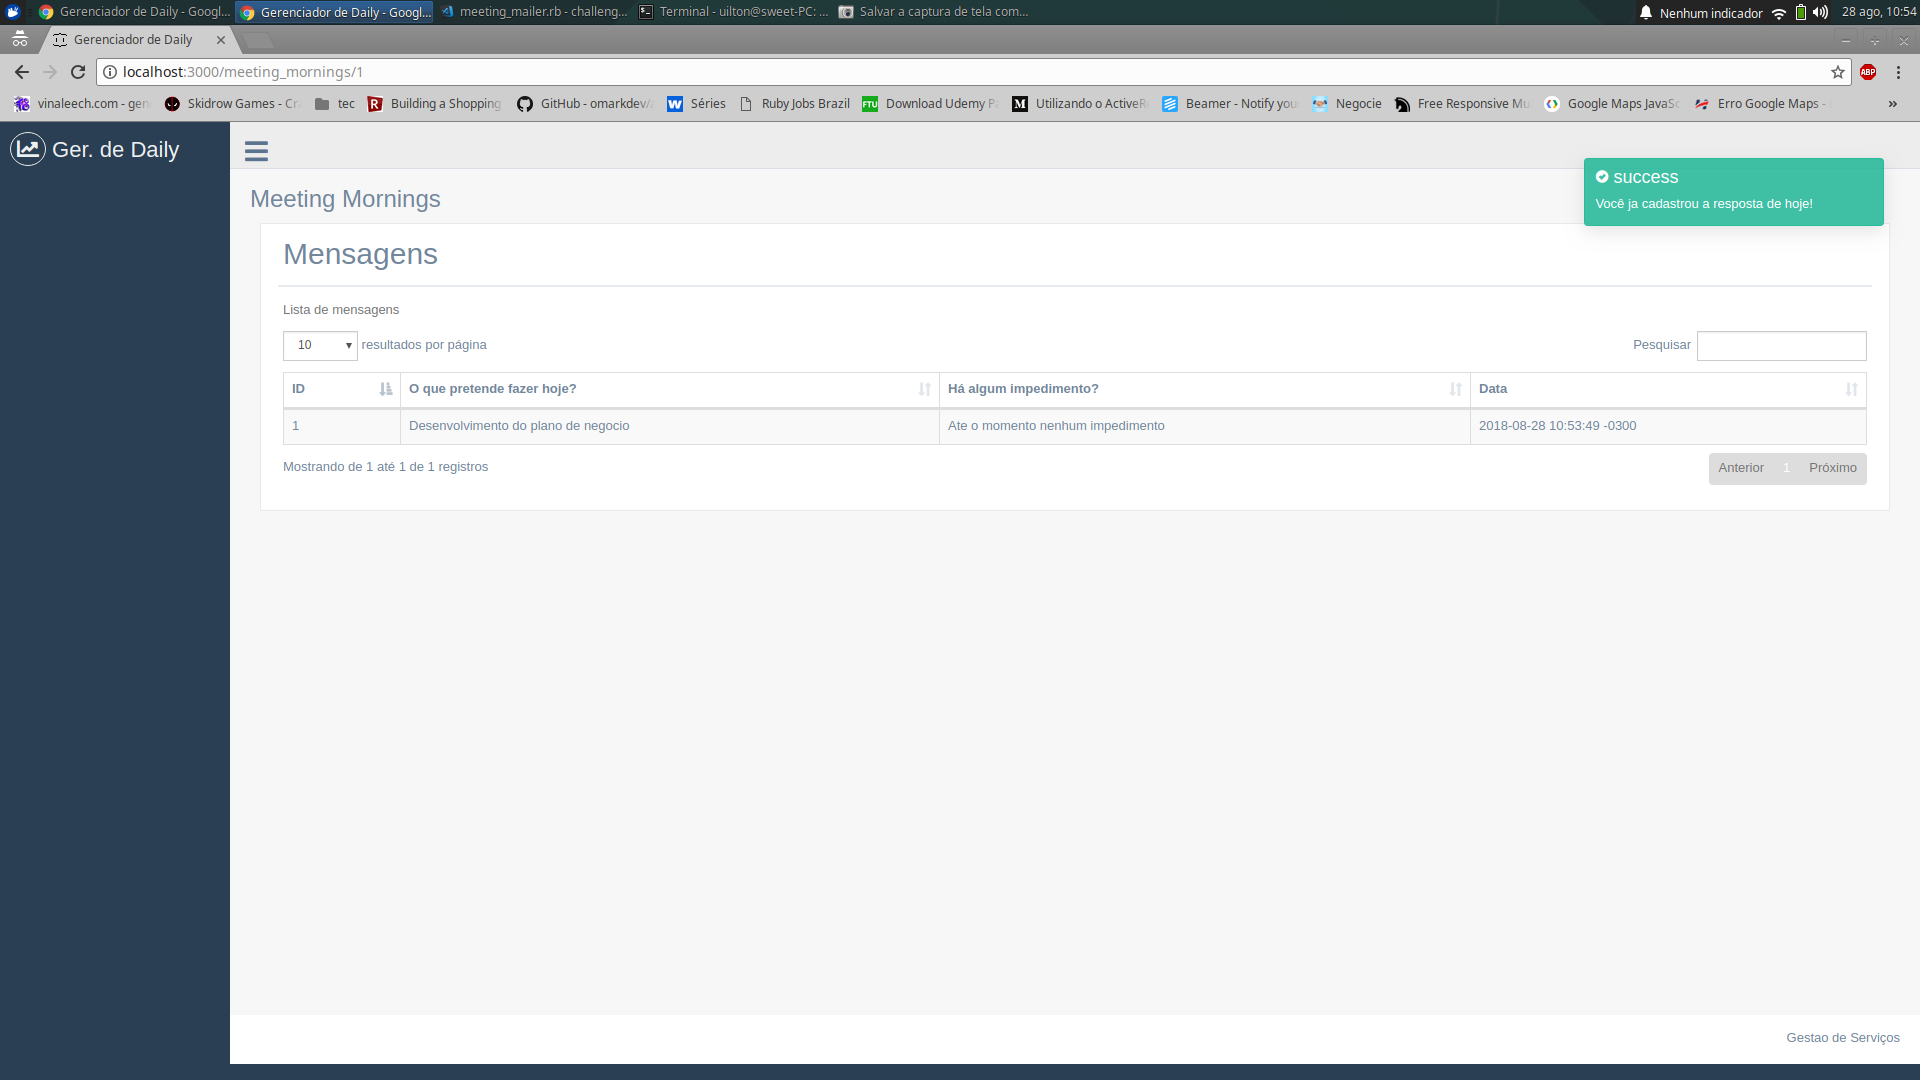 Gerenciador de Daily - Googl...
Gerenciador de Daily - Googl...
meeting_mailer.rb - challeng...
Terminal - uilton@sweet-PC: ...
Salvar a captura de tela com...
Nenhum indicador
28 ago, 10:54
Gerenciador de Daily
localhost:3000/meeting_mornings/1
ABP
vinaleech.com - gen
Skidrow Games - Cr
tec
Building a Shopping
GitHub - omarkdev/
Séries
Ruby Jobs Brazil
FTU
Download Udemy P
Utilizando o ActiveR
Beamer - Notify you
Negocie
Free Responsive Mu
Google Maps JavaSc
Erro Google Maps -
»
Ger. de Daily
success
Você ja cadastrou a resposta de hoje!
Meeting Mornings
Mensagens
Lista de mensagens
10 resultados por página
Pesquisar
ID O que pretende fazer hoje? Há algum impedimento? Data
1 Desenvolvimento do plano de negocio Ate o momento nenhum impedimento 2018-08-28 10:53:49 -0300
Mostrando de 1 até 1 de 1 registros
Anterior 1 Próximo
Gestao de Serviços